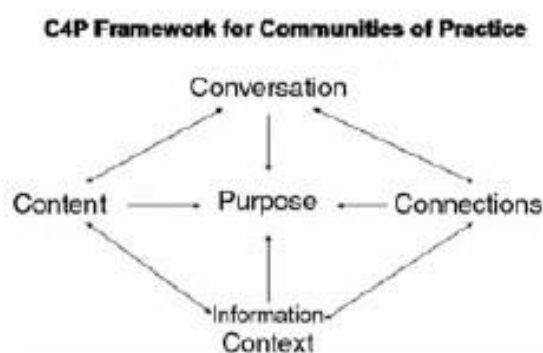 C4P Framework for Communities of Practice
Conversation
Content Purpose Connections
Information
Context